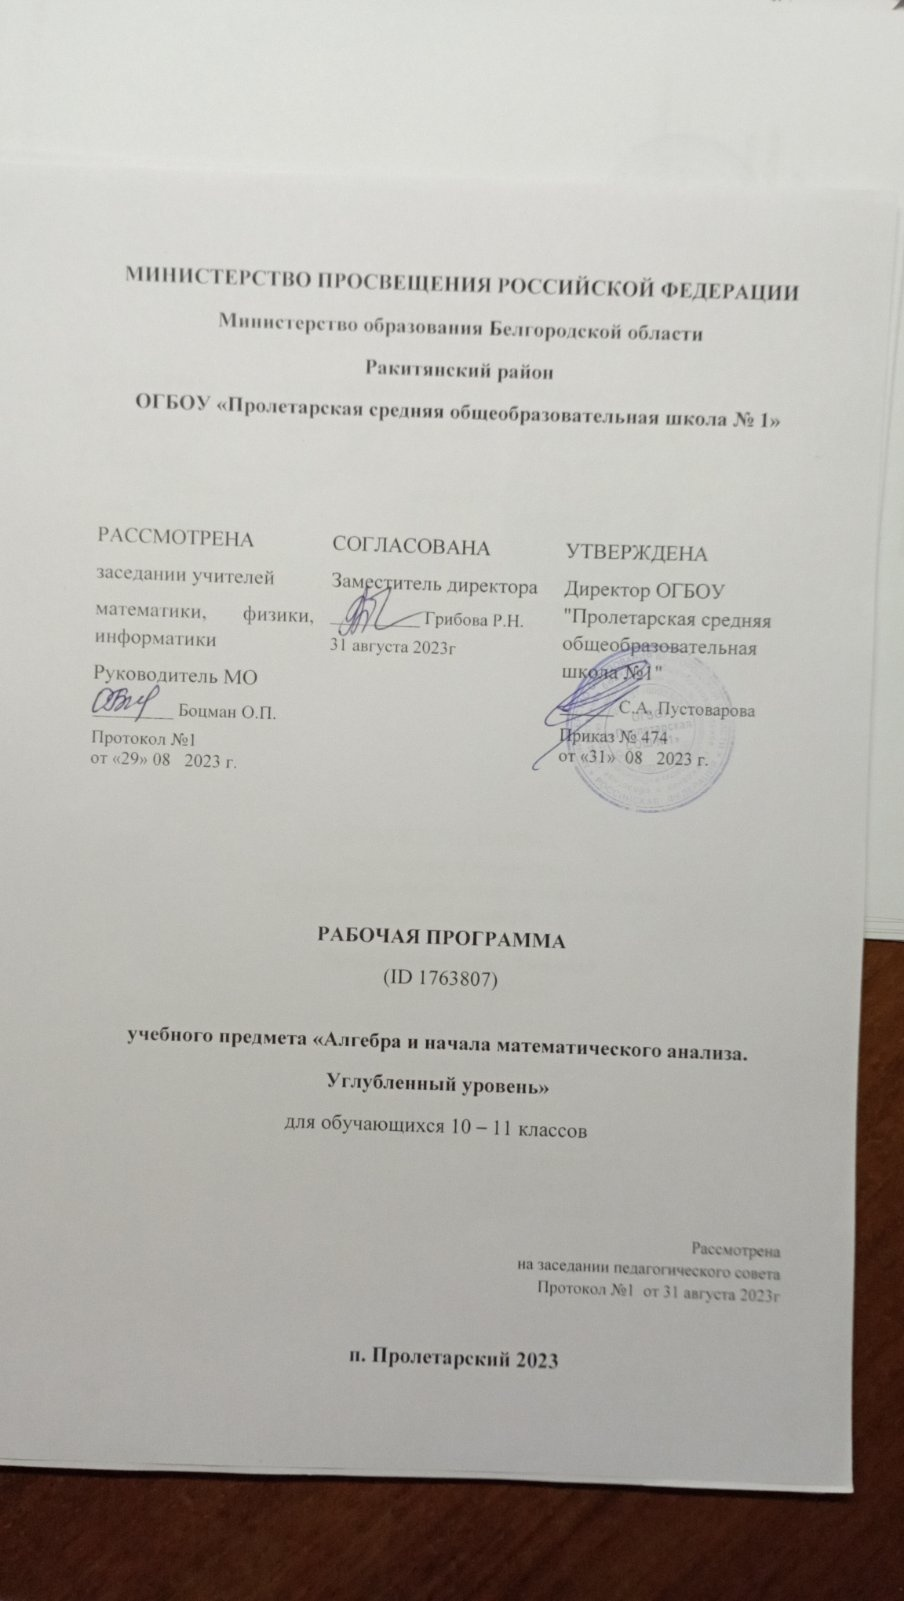 МИНИСТЕРСТВО ПРОСВЕЩЕНИЯ РОССИЙСКОЙ ФЕДЕРАЦИИ
Министерство образования Белгородской области
Ракитянский район
ОГБОУ «Пролетарская средняя общеобразовательная школа № 1»
РАССМОТРЕНА
заседании учителей
математики, физики,
информатики
Руководитель МО
________ Боцман О.П.
Протокол №1
от «29» 08 2023 г.
СОГЛАСОВАНА
Заместитель директора
_________ Грибова Р.Н.
31 августа 2023г
УТВЕРЖДЕНА
Директор ОГБОУ
"Пролетарская средняя
общеобразовательная
школа №1"
______ С.А. Пустоварова
Приказ № 474
от «31» 08 2023 г.
РАБОЧАЯ ПРОГРАММА
(ID 1763807)
учебного предмета «Алгебра и начала математического анализа.
Углубленный уровень»
для обучающихся 10 – 11 классов
Рассмотрена
на заседании педагогического совета
Протокол №1 от 31 августа 2023г
п. Пролетарский 2023